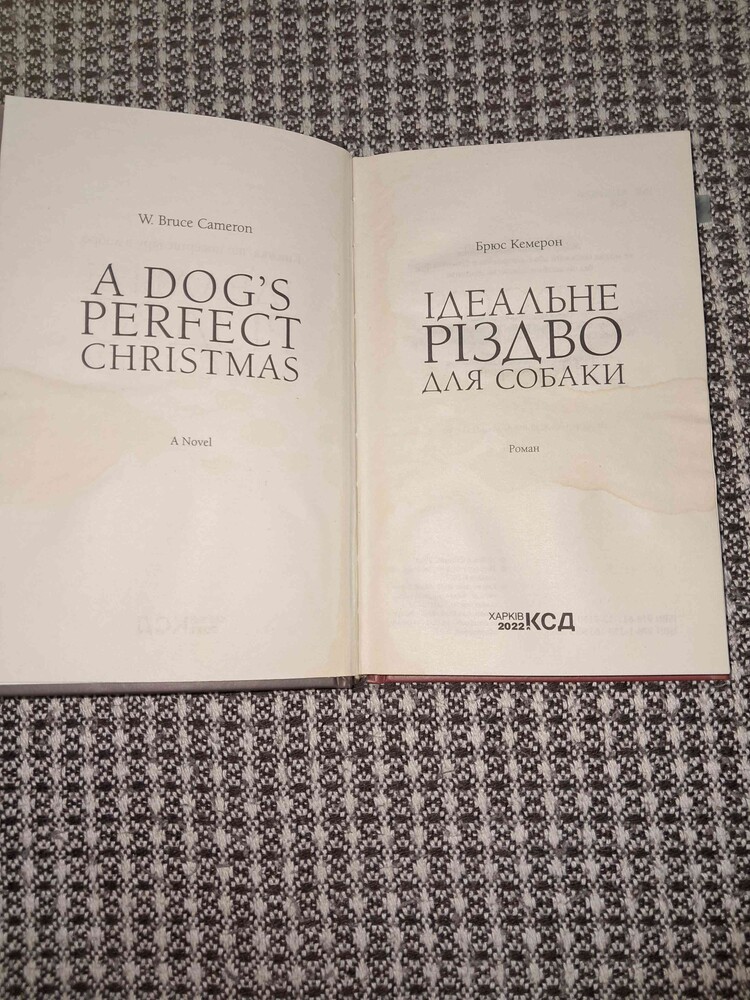 W. Bruce Cameron
A DOG'S
PERFECT
CHRISTMAS
A Novel
Брюс Кемерон
ІДЕАЛЬНЕ
РІЗДВО
ДЛЯ СОБАКИ
Роман
ХАРКІВ
2022
КСД